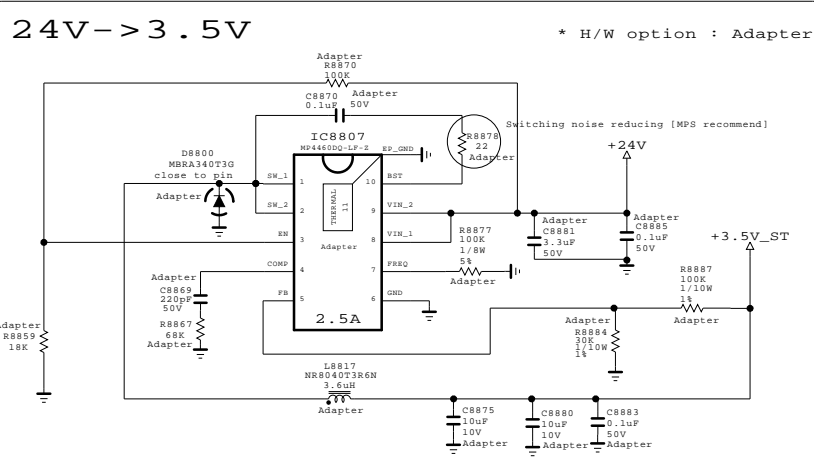 24V->3.5V
* H/W option : Adapter
Adapter
R8870
100K
C8870
0.1uF
Adapter
50V
Switching noise reducing [MPS recommend]
R8878
22
Adapter
IC8807
MP4460DQ-LF-Z
EP_GND
+24V
D8800
MBRA340T3G
close to pin
Adapter
SW_1
1
10
BST
SW_2
2
9
VIN_2
THERMAL
11
EN
3
8
VIN_1
Adapter
COMP
4
7
FREQ
FB
5
6
GND
2.5A
R8877
100K
1/8W
5%
Adapter
Adapter
C8881
3.3uF
50V
Adapter
C8885
0.1uF
50V
+3.5V_ST
R8887
100K
1/10W
1%
Adapter
Adapter
C8869
220pF
50V
R8867
68K
Adapter
Adapter
R8859
18K
Adapter
R8884
30K
1/10W
1%
L8817
NR8040T3R6N
3.6uH
Adapter
C8875
10uF
10V
Adapter
C8880
10uF
10V
Adapter
C8883
0.1uF
50V
Adapter